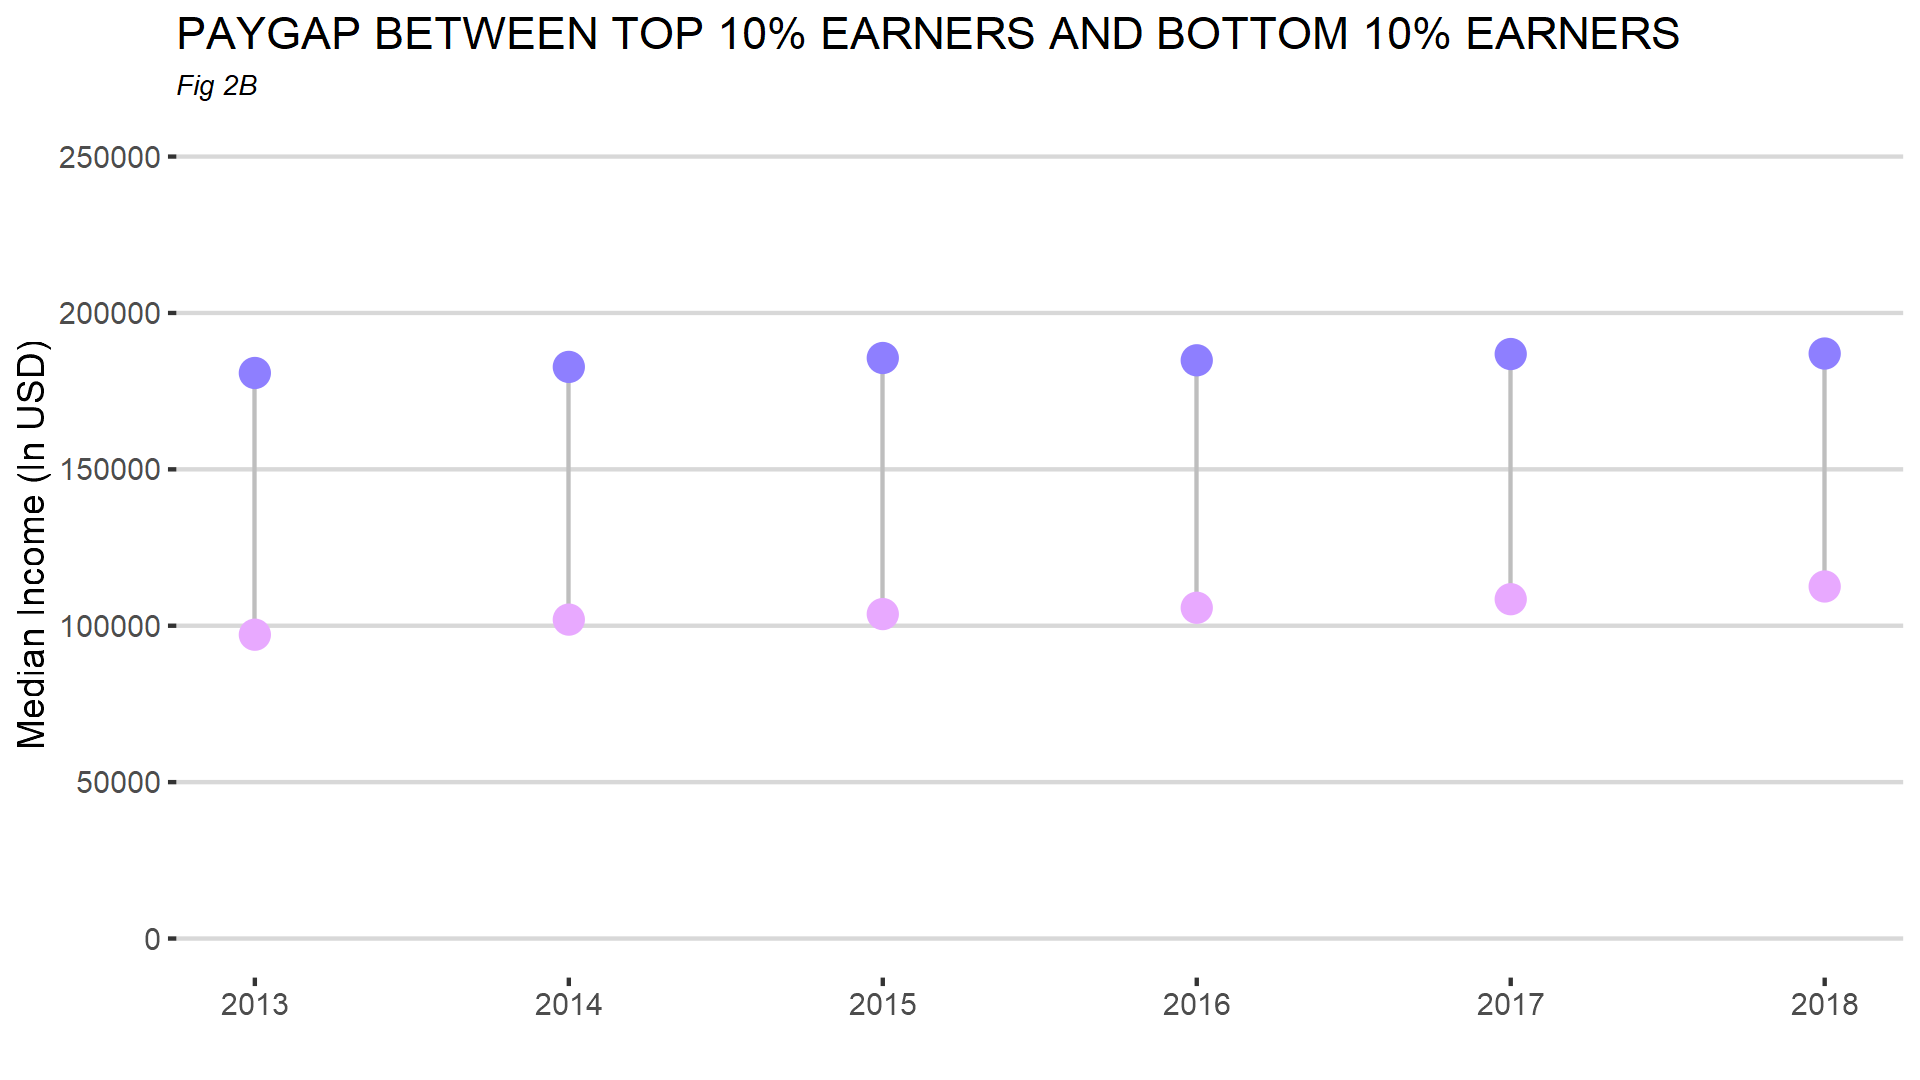 PAYGAP BETWEEN TOP 10% EARNERS AND BOTTOM 10% EARNERS
Fig 2B
Median Income (In USD)
250000
200000
150000
100000
50000
0
2013 2014 2015 2016 2017 2018